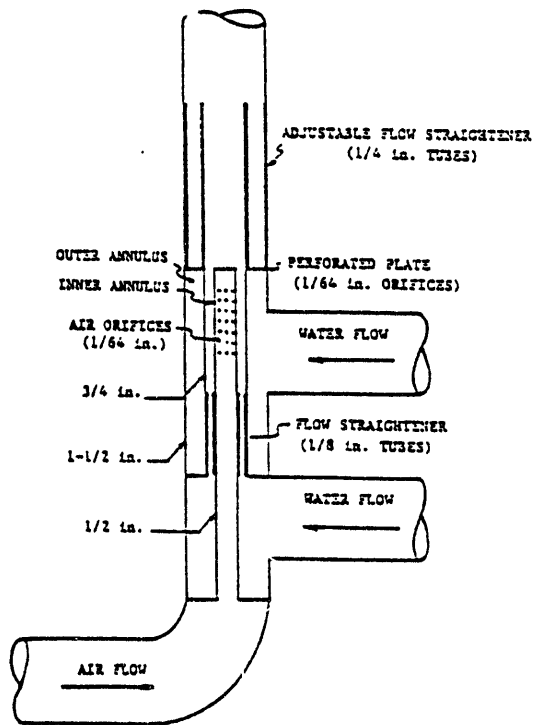 ADJUSTABLE FLOW STRAIGHTENER
(1/4 in. TUBES)
OUTER ANNULUS
INNER ANNULUS
AIR ORIFICES
(1/64 in.)
PERFORATED PLATE
(1/64 in. ORIFICES)
WATER FLOW
3/4 in.
1-1/2 in.
FLOW STRAIGHTENER
(1/8 in. TUBES)
WATER FLOW
1/2 in.
AIR FLOW